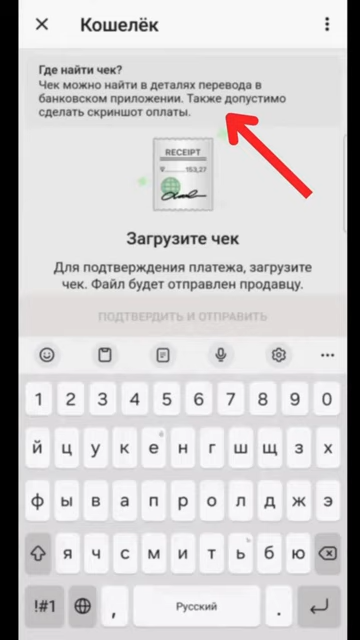 Кошелёк
Где найти чек?
Чек можно найти в деталях перевода в
банковском приложении. Также допустимо
сделать скриншот оплаты.
RECEIPT
153,27
Загрузите чек
Для подтверждения платежа, загрузите
чек. Файл будет отправлен продавцу.
ПОДТВЕРДИТЬ И ОТПРАВИТЬ
1 2 3 4 5 6 7 8 9 0
й ц у к е н г ш щ з х
ф ы в а п р о л д ж э
я ч с м и т ь б ю
!#1 , Русский .